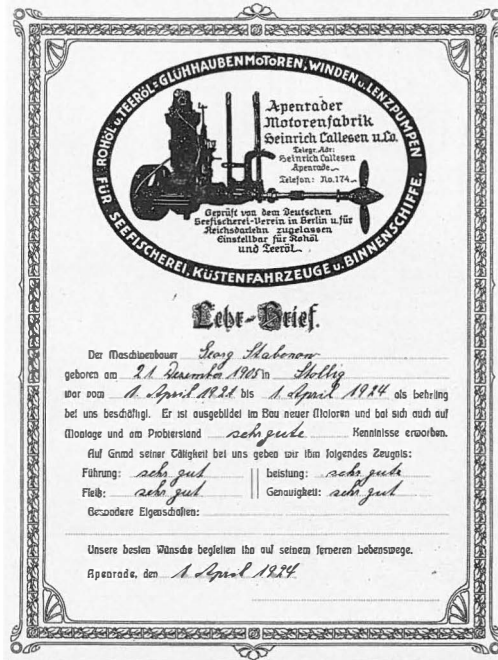 FÜR ROHÖL u. TEERÖL=GLÜHHAUBENMOTOREN, WINDEN u. LENZPUMPEN
FÜR SEEFISCHEREI, KÜSTENFAHRZEUGE u. BINNENSCHIFFE.
Apenrader
Motorenfabrik
Heinrich Callesen u. Co.
Telegr. Adr:
Heinrich Callesen
Apenrade
Telefon: No. 174
Geprüft von dem Deutschen
Seefischerei-Verein in Berlin u. für
Reichsdarlehn zugelassen
Einstellbar für Rohöl
und Teeröl
Lehr-Brief.
Der Maschinenbauer Georg Stabenow
geboren am 21 Dezember 1905 in Stollig
war vom 1. April 1921 bis 1. April 1924 als Lehrling
bei uns beschäftigt. Er ist ausgebildet im Bau neuer Motoren und hat sich auch auf
Montage und am Probierstand sehr gute Kenntnisse erworben.
Auf Grund seiner Tätigkeit bei uns geben wir ihm folgendes Zeugnis:
Führung: sehr gut Leistung: sehr gute
Fleiß: sehr gut Genauigkeit: sehr gut
Besondere Eigenschaften:
Unsere besten Wünsche begleiten ihn auf seinem ferneren Lebenswege.
Apenrade, den 1 April 1924